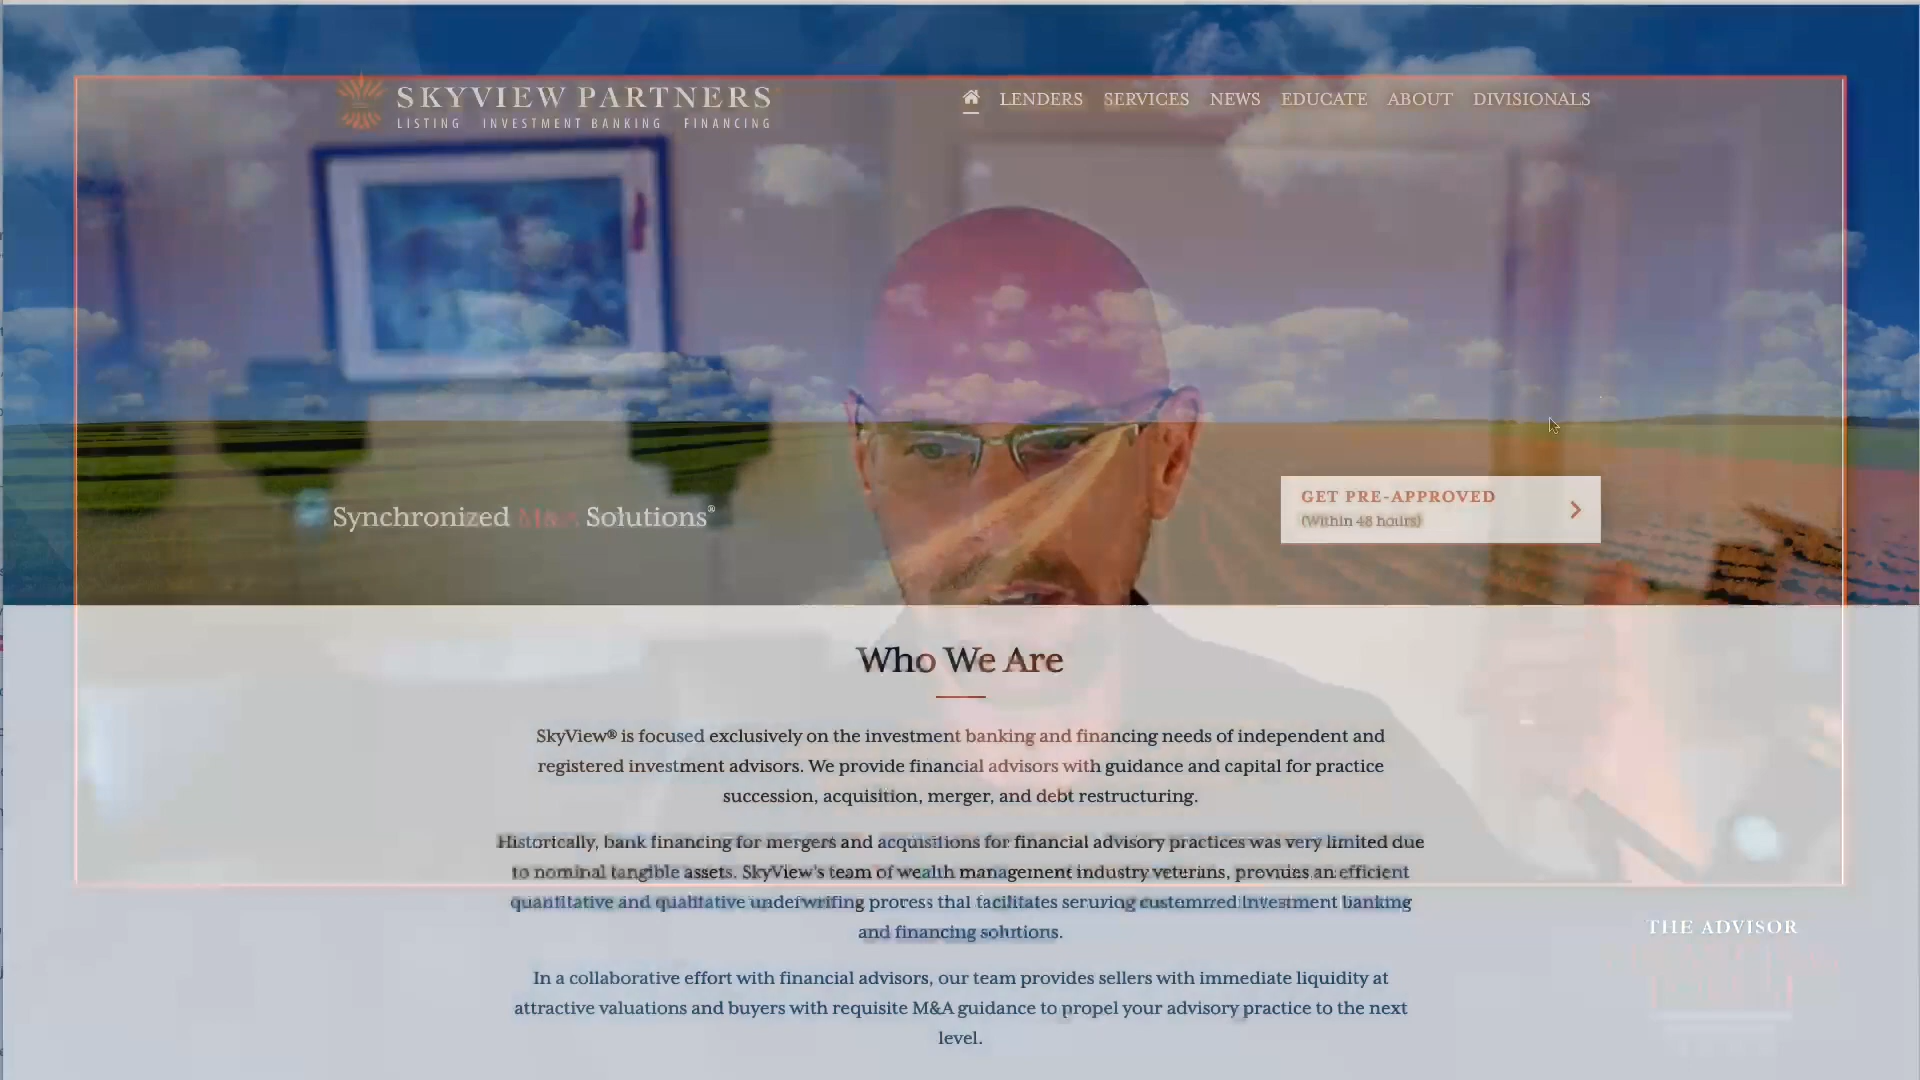 SKYVIEW PARTNERS
LISTING INVESTMENT BANKING FINANCING
LENDERS SERVICES NEWS EDUCATE ABOUT DIVISIONALS
Synchronized M&A Solutions®
GET PRE-APPROVED
(Within 48 hours)
Who We Are
SkyView® is focused exclusively on the investment banking and financing needs of independent and
registered investment advisors. We provide financial advisors with guidance and capital for practice
succession, acquisition, merger, and debt restructuring.
Historically, bank financing for mergers and acquisitions for financial advisory practices was very limited due
to nominal tangible assets. SkyView's team of wealth management industry veterans, provides an efficient
quantitative and qualitative underwriting process that facilitates securing customized investment banking
and financing solutions.
In a collaborative effort with financial advisors, our team provides sellers with immediate liquidity at
attractive valuations and buyers with requisite M&A guidance to propel your advisory practice to the next
level.
THE ADVISOR